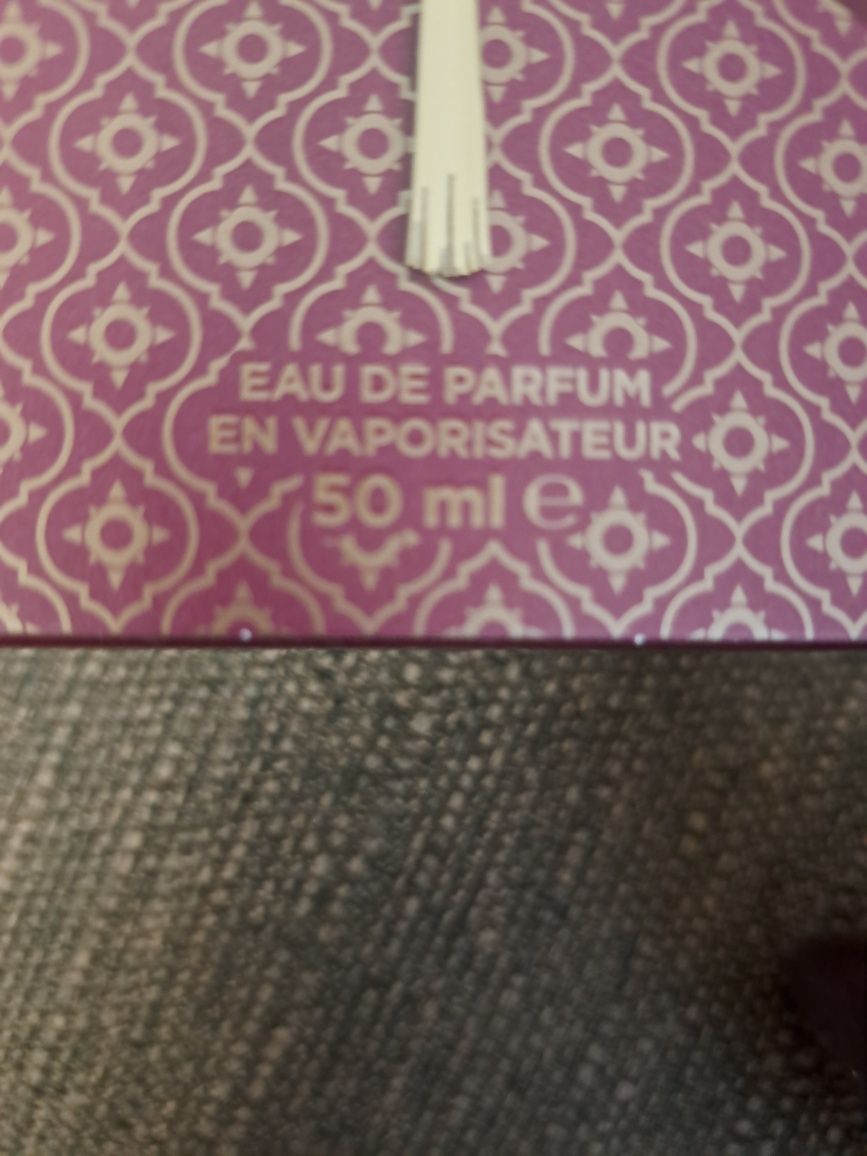 EAU DE PARFUM
EN VAPORISATEUR
50 ml ℮